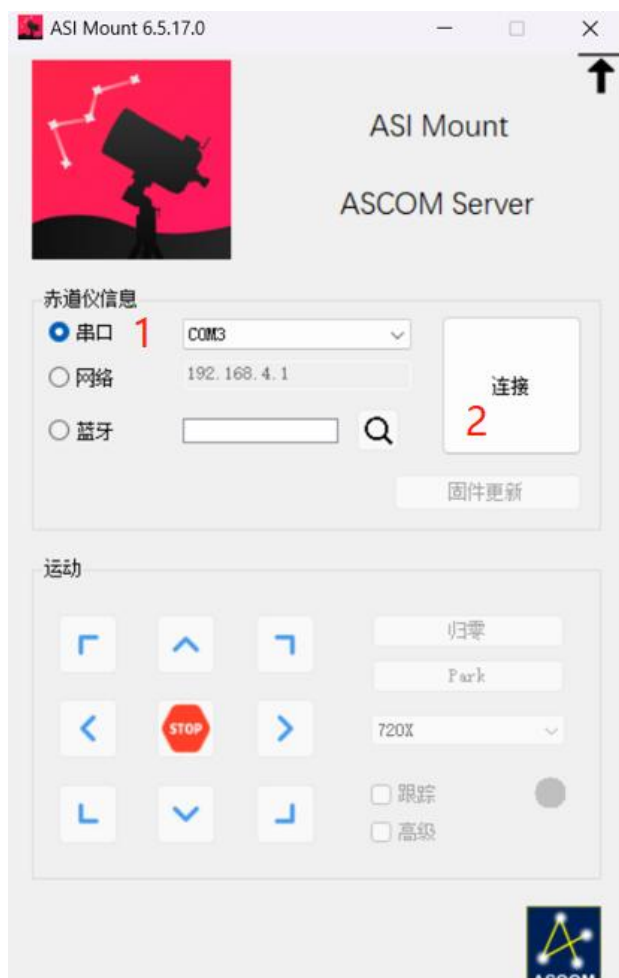 ASI Mount 6.5.17.0
ASI Mount
ASCOM Server
赤道仪信息
串口 1 COM3
网络 192.168.4.1
连接
2
蓝牙
固件更新
运动
归零
Park
STOP
720X
跟踪
高级
ASCOM